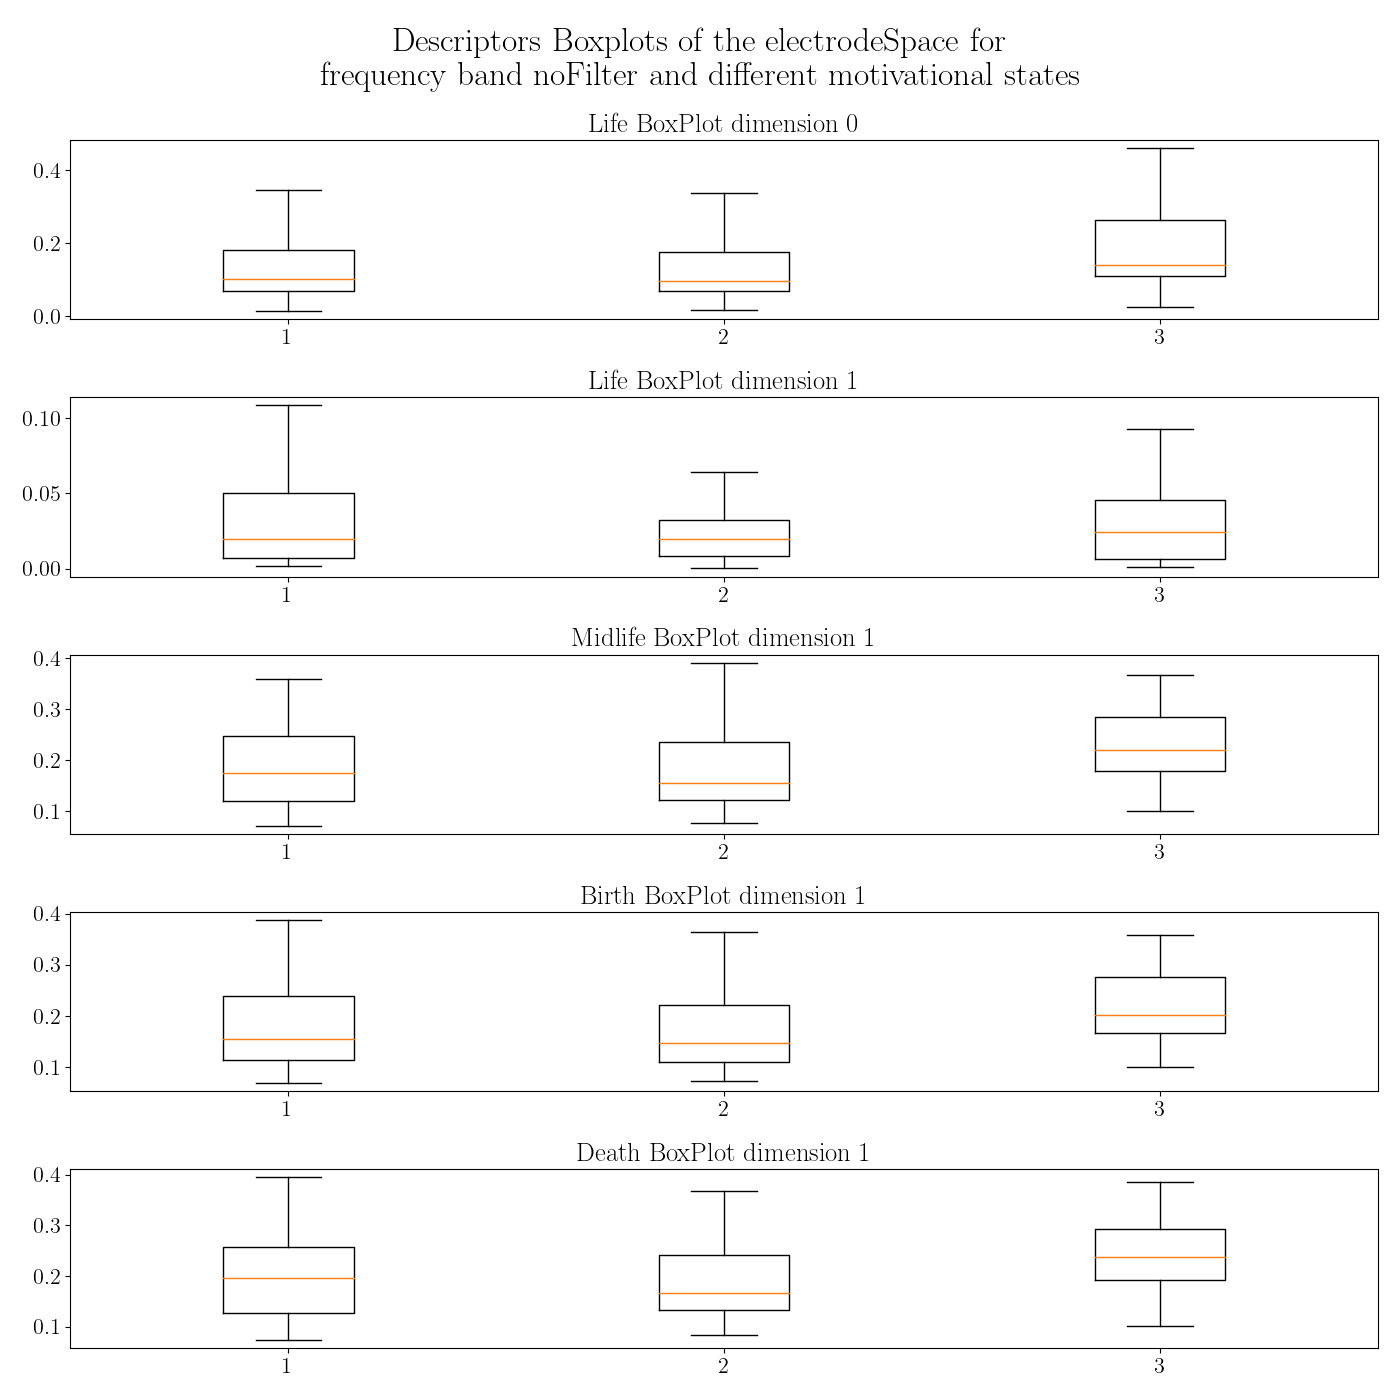 Descriptors Boxplots of the electrodeSpace for
frequency band noFilter and different motivational states
Life BoxPlot dimension 0
0.4
0.2
0.0
1 2 3
Life BoxPlot dimension 1
0.10
0.05
0.00
1 2 3
Midlife BoxPlot dimension 1
0.4
0.3
0.2
0.1
1 2 3
Birth BoxPlot dimension 1
0.4
0.3
0.2
0.1
1 2 3
Death BoxPlot dimension 1
0.4
0.3
0.2
0.1
1 2 3